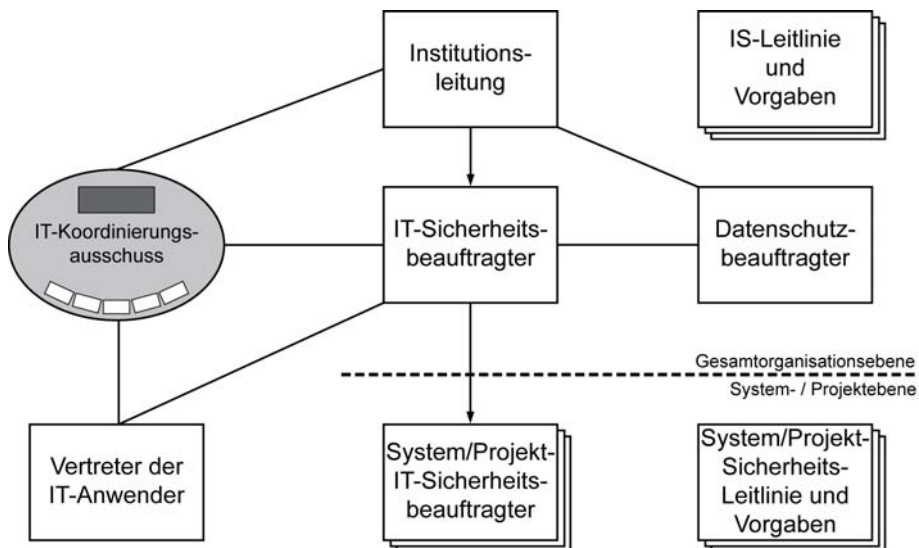 Institutions-
leitung
IS-Leitlinie
und
Vorgaben
IT-Koordinierungs-
ausschuss
IT-Sicherheits-
beauftragter
Datenschutz-
beauftragter
Gesamtorganisationsebene
System- / Projektebene
Vertreter der
IT-Anwender
System/Projekt-
IT-Sicherheits-
beauftragter
System/Projekt-
Sicherheits-
Leitlinie und
Vorgaben